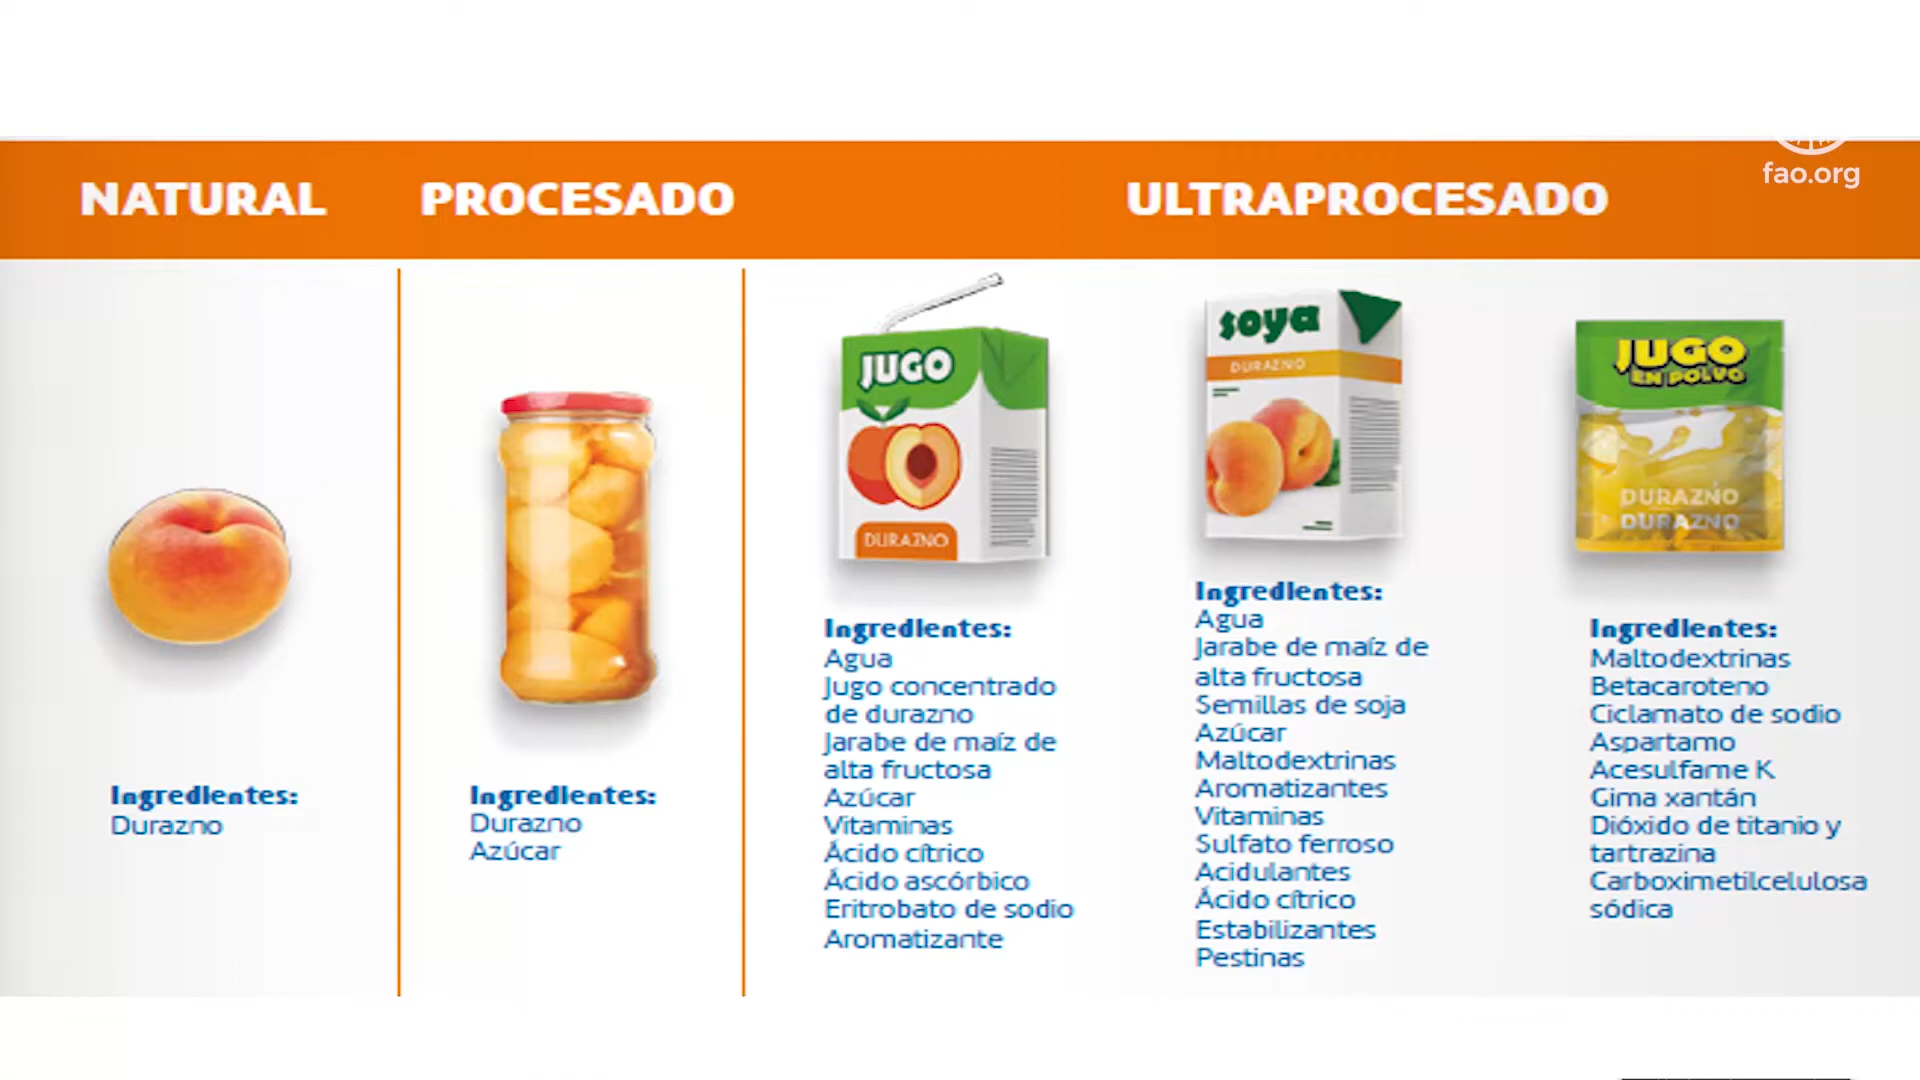 fao.org
NATURAL
PROCESADO
ULTRAPROCESADO
Ingredientes:
Durazno
Ingredientes:
Durazno
Azúcar
JUGO
DURAZNO
Ingredientes:
Agua
Jugo concentrado
de durazno
Jarabe de maíz de
alta fructosa
Azúcar
Vitaminas
Ácido cítrico
Ácido ascórbico
Eritrobato de sodio
Aromatizante
soya
DURAZNO
Ingredientes:
Agua
Jarabe de maíz de
alta fructosa
Semillas de soja
Azúcar
Maltodextrinas
Aromatizantes
Vitaminas
Sulfato ferroso
Acidulantes
Ácido cítrico
Estabilizantes
Pestinas
JUGO
EN POLVO
DURAZNO
DURAZNO
Ingredientes:
Maltodextrinas
Betacaroteno
Ciclamato de sodio
Aspartamo
Acesulfame K
Gima xantán
Dióxido de titanio y
tartrazina
Carboximetilcelulosa
sódica